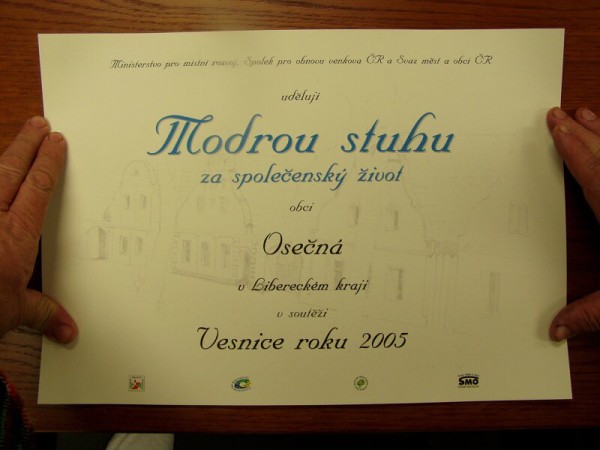 Ministerstvo pro místní rozvoj, Spolek pro obnovu venkova ČR a Svaz měst a obcí ČR
udělují
Modrou stuhu
za společenský život
obci
Osečná
v Libereckém kraji
v soutěži
Vesnice roku 2005
SMO